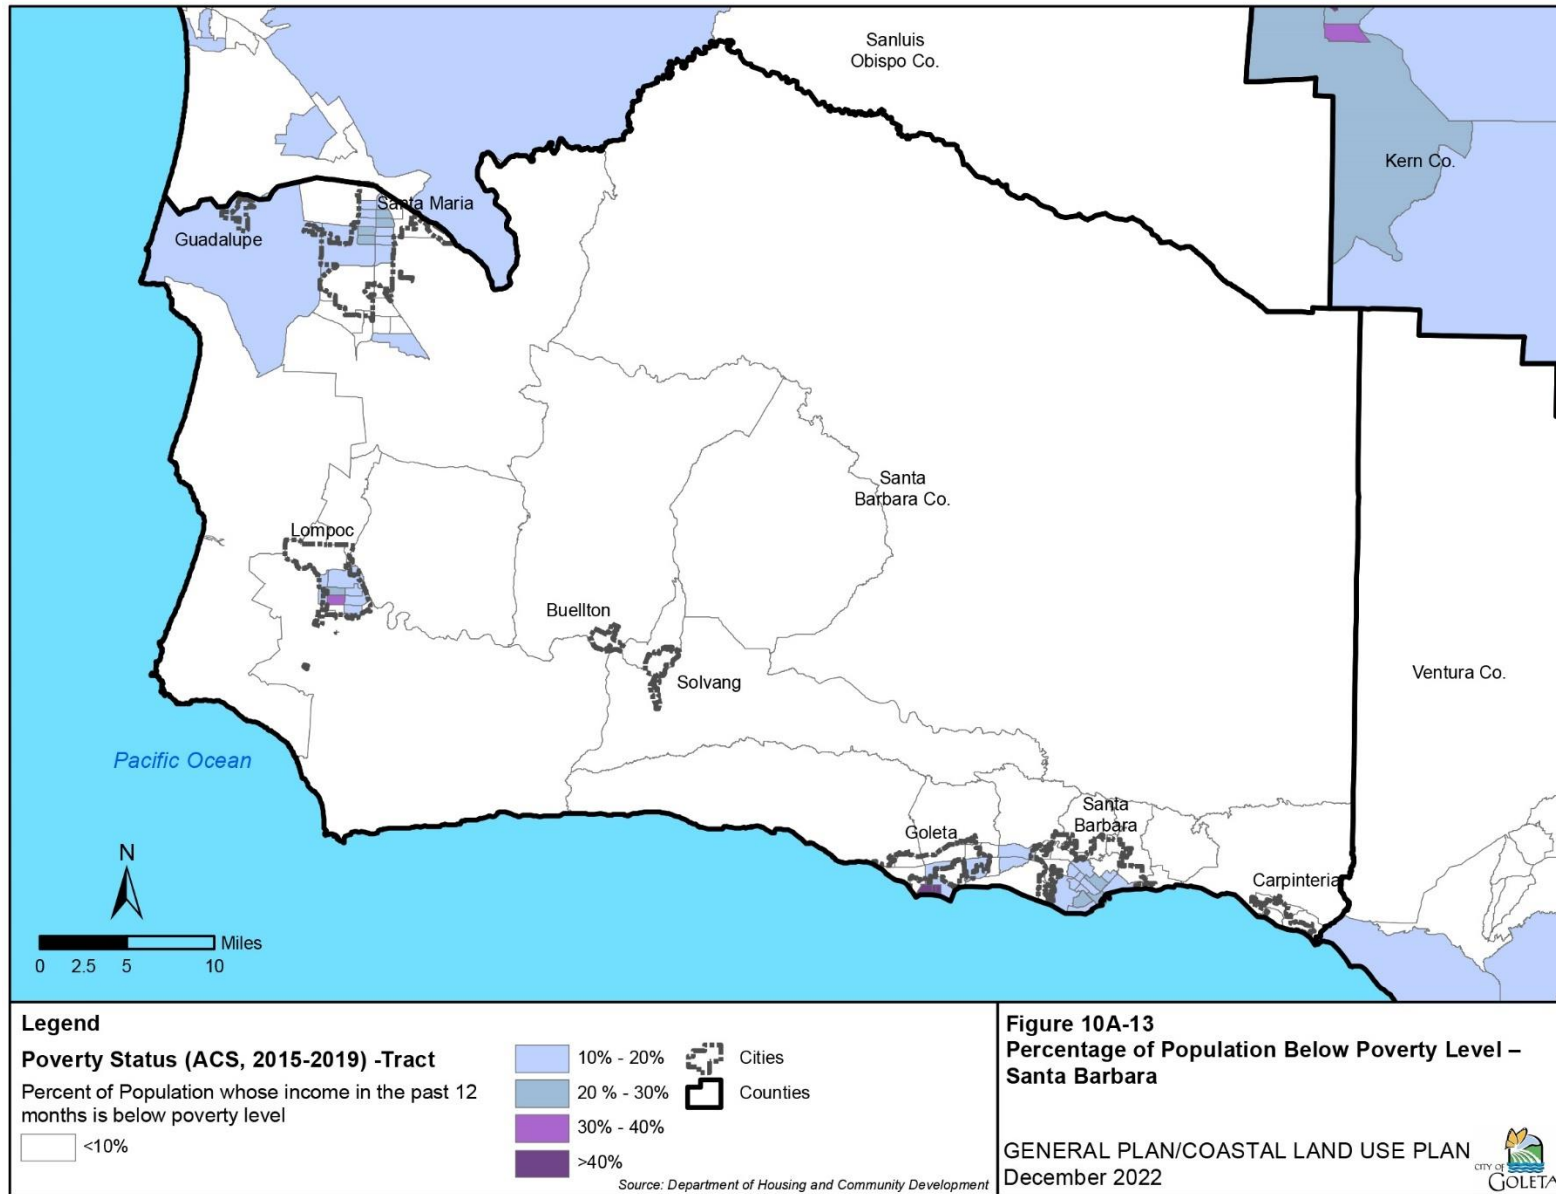 Sanluis
Obispo Co.
Kern Co.
Santa Maria
Guadalupe
Santa
Barbara Co.
Lompoc
Buellton
Solvang
Ventura Co.
Pacific Ocean
Santa
Barbara
Goleta
Carpinteria
N
Miles
0 2.5 5 10
Legend
Poverty Status (ACS, 2015-2019) -Tract
Percent of Population whose income in the past 12
months is below poverty level
<10%
10% - 20%
20 % - 30%
30% - 40%
>40%
Cities
Counties
Source: Department of Housing and Community Development
Figure 10A-13
Percentage of Population Below Poverty Level –
Santa Barbara
GENERAL PLAN/COASTAL LAND USE PLAN
December 2022
CITY OF
GOLETA